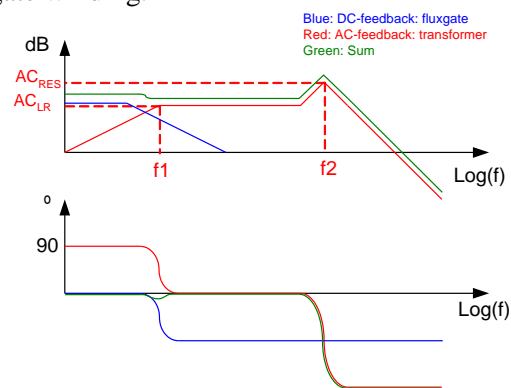 Blue: DC-feedback: fluxgate
Red: AC-feedback: transformer
Green: Sum
dB
AC_RES
AC_LR
f1
f2
Log(f)
o
90
Log(f)